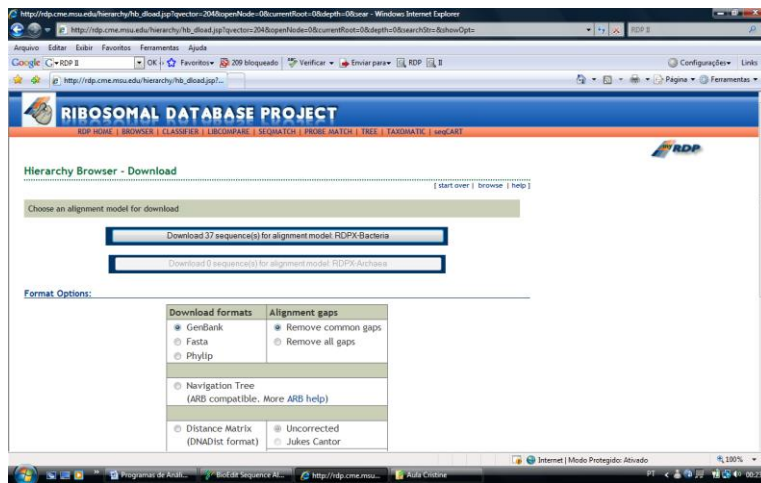 http://rdp.cme.msu.edu/hierarchy/hb_dload.jsp?qvector=204&openNode=0&currentRoot=0&depth=0&sear - Windows Internet Explorer
http://rdp.cme.msu.edu/hierarchy/hb_dload.jsp?qvector=204&openNode=0&currentRoot=0&depth=0&searchStr=&showOpt=
RDP II
Arquivo Editar Exibir Favoritos Ferramentas Ajuda
Google RDP II OK Favoritos 209 bloqueado Verificar Enviar para RDP II Configurações Links
http://rdp.cme.msu.edu/hierarchy/hb_dload.jsp?... Página Ferramentas
RIBOSOMAL DATABASE PROJECT
RDP HOME | BROWSER | CLASSIFIER | LIBCOMPARE | SEQMATCH | PROBE MATCH | TREE | TAXOMATIC | seqCART
my RDP
Hierarchy Browser - Download
[ start over | browse | help ]
Choose an alignment model for download
Download 37 sequence(s) for alignment model: RDPX-Bacteria
Download 0 sequence(s) for alignment model: RDPX-Archaea
Format Options:
Download formats Alignment gaps
GenBank Remove common gaps
Fasta Remove all gaps
Phylip
Navigation Tree
(ARB compatible. More ARB help)
Distance Matrix Uncorrected
(DNADist format) Jukes Cantor
Internet | Modo Protegido: Ativado 100%
Programas de Análi... BioEdit Sequence Al... http://rdp.cme.msu... Aula Cristine PT